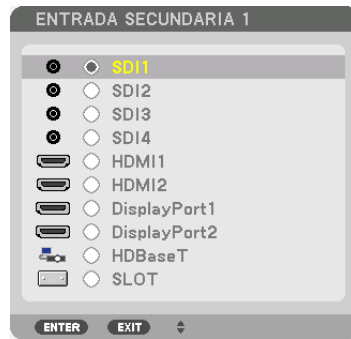 ENTRADA SECUNDARIA 1
SDI1
SDI2
SDI3
SDI4
HDMI1
HDMI2
DisplayPort1
DisplayPort2
HDBaseT
SLOT
ENTER EXIT